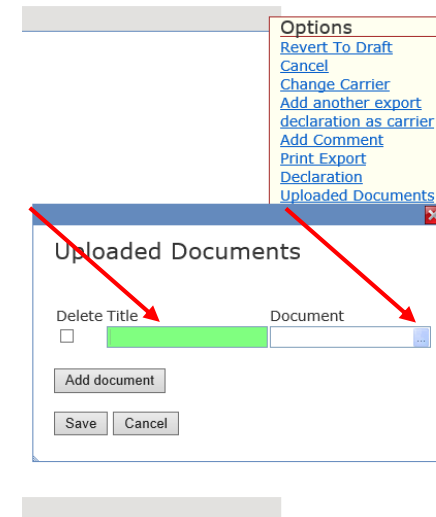 Options
Revert To Draft
Cancel
Change Carrier
Add another export
declaration as carrier
Add Comment
Print Export
Declaration
Uploaded Documents
Uploaded Documents
Delete Title Document
...
Add document
Save Cancel